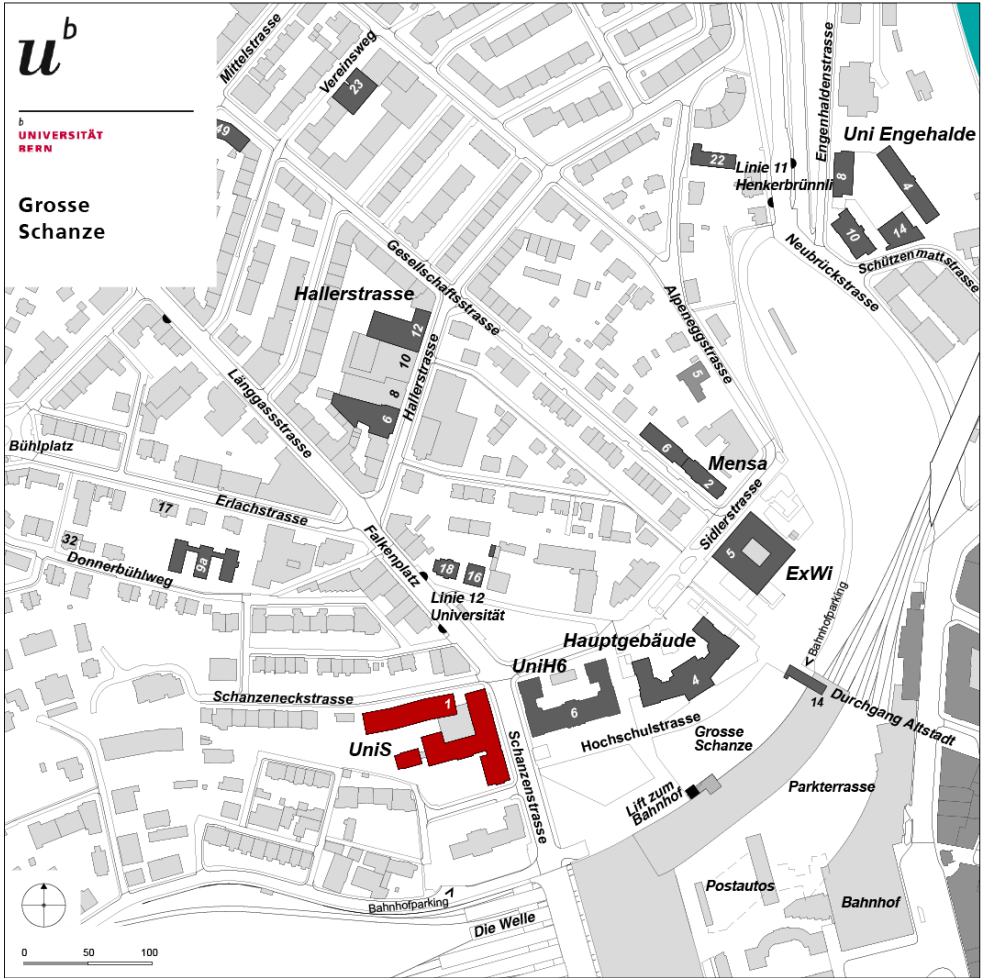 u
b
b
UNIVERSITÄT
BERN
Grosse
Schanze
Mittelstrasse
Vereinsweg
23
49
Engehaldenstrasse
Uni Engehalde
22
Linie 11
Henkerbrünnli
8
4
10
14
Neubrückstrasse
Schützenmattstrasse
Gesellschaftsstrasse
Hallerstrasse
12
10
8
6
Hallerstrasse
Alpeneggstrasse
5
Länggassstrasse
Bühlplatz
6
2
Mensa
Erlachstrasse
17
32
Donnerbühlweg
9a
Falkenplatz
Sidlerstrasse
5
ExWi
18
16
Linie 12
Universität
Bahnhofparking
Hauptgebäude
UniH6
4
6
14
Durchgang Altstadt
Schanzeneckstrasse
1
UniS
Schanzenstrasse
Hochschulstrasse
Grosse
Schanze
Lift zum
Bahnhof
Parkterrasse
Postautos
Bahnhof
Bahnhofparking
Die Welle
0 50 100